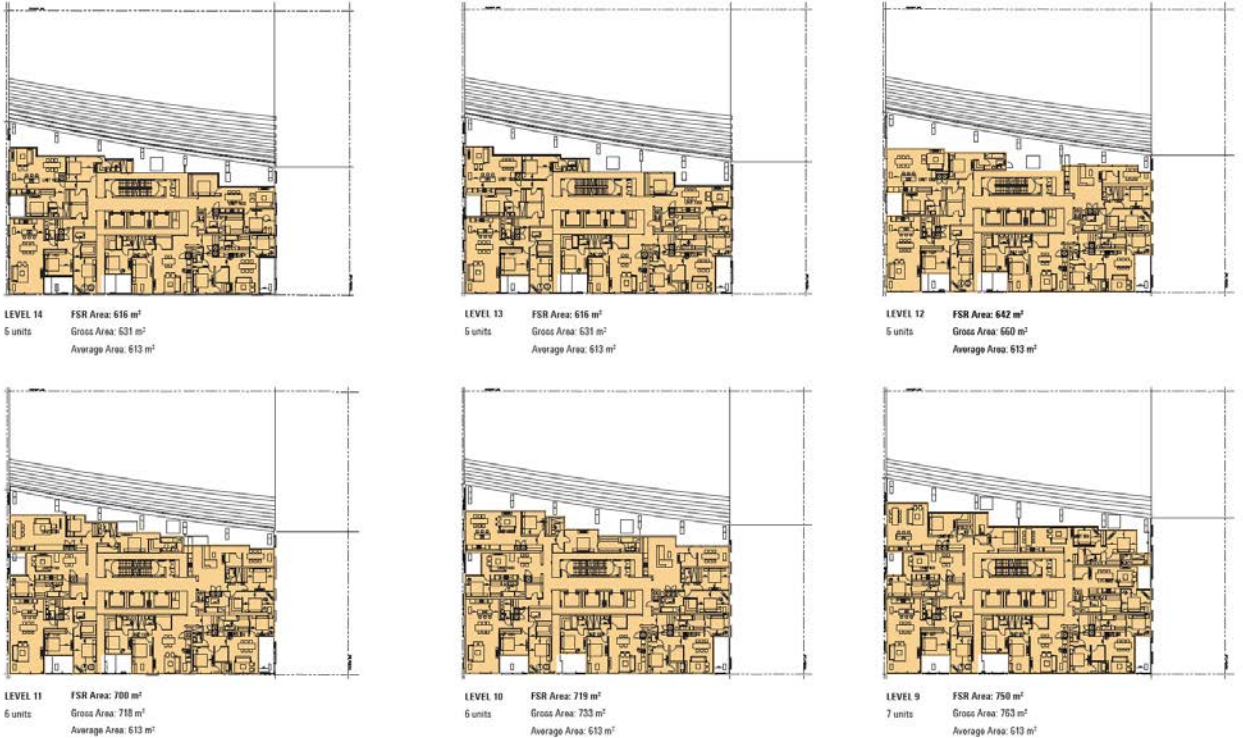 LEVEL 14 FSR Area: 616 m²
5 units Gross Area: 631 m²
Average Area: 613 m²
LEVEL 13 FSR Area: 616 m²
5 units Gross Area: 631 m²
Average Area: 613 m²
LEVEL 12 FSR Area: 642 m²
5 units Gross Area: 660 m²
Average Area: 613 m²
LEVEL 11 FSR Area: 700 m²
6 units Gross Area: 718 m²
Average Area: 613 m²
LEVEL 10 FSR Area: 719 m²
6 units Gross Area: 733 m²
Average Area: 613 m²
LEVEL 9 FSR Area: 750 m²
7 units Gross Area: 763 m²
Average Area: 613 m²